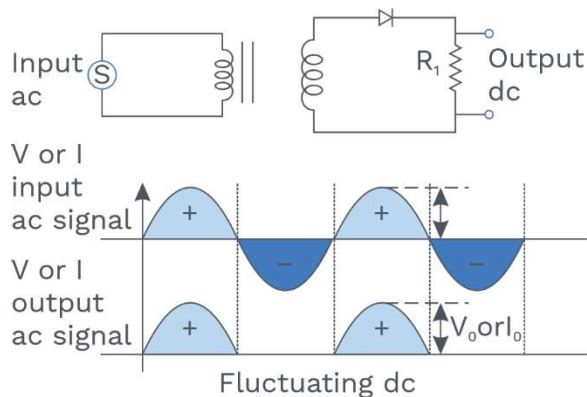 Input
ac
S
R₁
Output
dc
V or I
input
ac signal
+
−
+
−
V or I
output
ac signal
+
+
V₀orI₀
Fluctuating dc